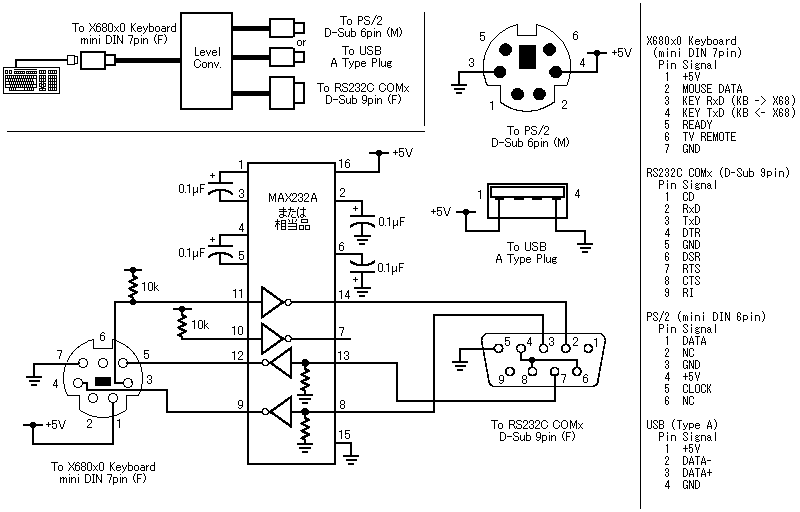 To X680x0 Keyboard
mini DIN 7pin (F)
Level
Conv.
To PS/2
D-Sub 6pin (M)
or
To USB
A Type Plug
To RS232C COMx
D-Sub 9pin (F)
5
6
3
4
+5V
1
2
To PS/2
D-Sub 6pin (M)
1
4
+5V
To USB
A Type Plug
MAX232A
または
相当品
1
16
+5V
0.1μF
3
2
0.1μF
4
0.1μF
5
6
0.1μF
10k
11
14
10k
10
7
12
13
9
8
15
6
7
5
4
3
2
1
+5V
To X680x0 Keyboard
mini DIN 7pin (F)
5
4
3
2
1
9
8
7
6
To RS232C COMx
D-Sub 9pin (F)
X680x0 Keyboard
(mini DIN 7pin)
Pin Signal
1 +5V
2 MOUSE DATA
3 KEY RxD (KB -> X68)
4 KEY TxD (KB <- X68)
5 READY
6 TV REMOTE
7 GND
RS232C COMx (D-Sub 9pin)
Pin Signal
1 CD
2 RxD
3 TxD
4 DTR
5 GND
6 DSR
7 RTS
8 CTS
9 RI
PS/2 (mini DIN 6pin)
Pin Signal
1 DATA
2 NC
3 GND
4 +5V
5 CLOCK
6 NC
USB (Type A)
Pin Signal
1 +5V
2 DATA-
3 DATA+
4 GND